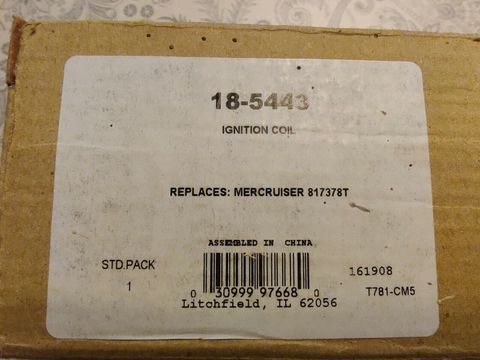 18-5443
IGNITION COIL
REPLACES: MERCRUISER 817378T
ASSEMBLED IN CHINA
STD.PACK
1
161908
T781-CM5
0 30999 97668 0
Litchfield, IL 62056